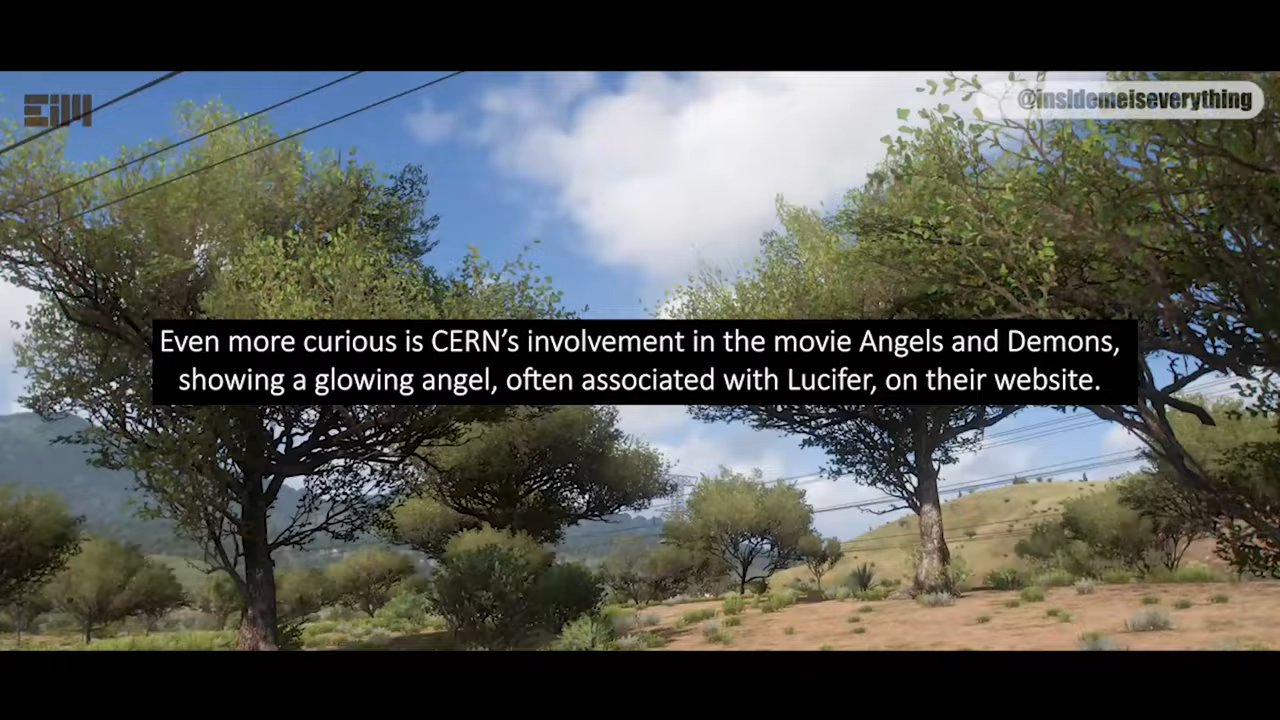 EiM
@insidemeiseverything
Even more curious is CERN's involvement in the movie Angels and Demons,
showing a glowing angel, often associated with Lucifer, on their website.